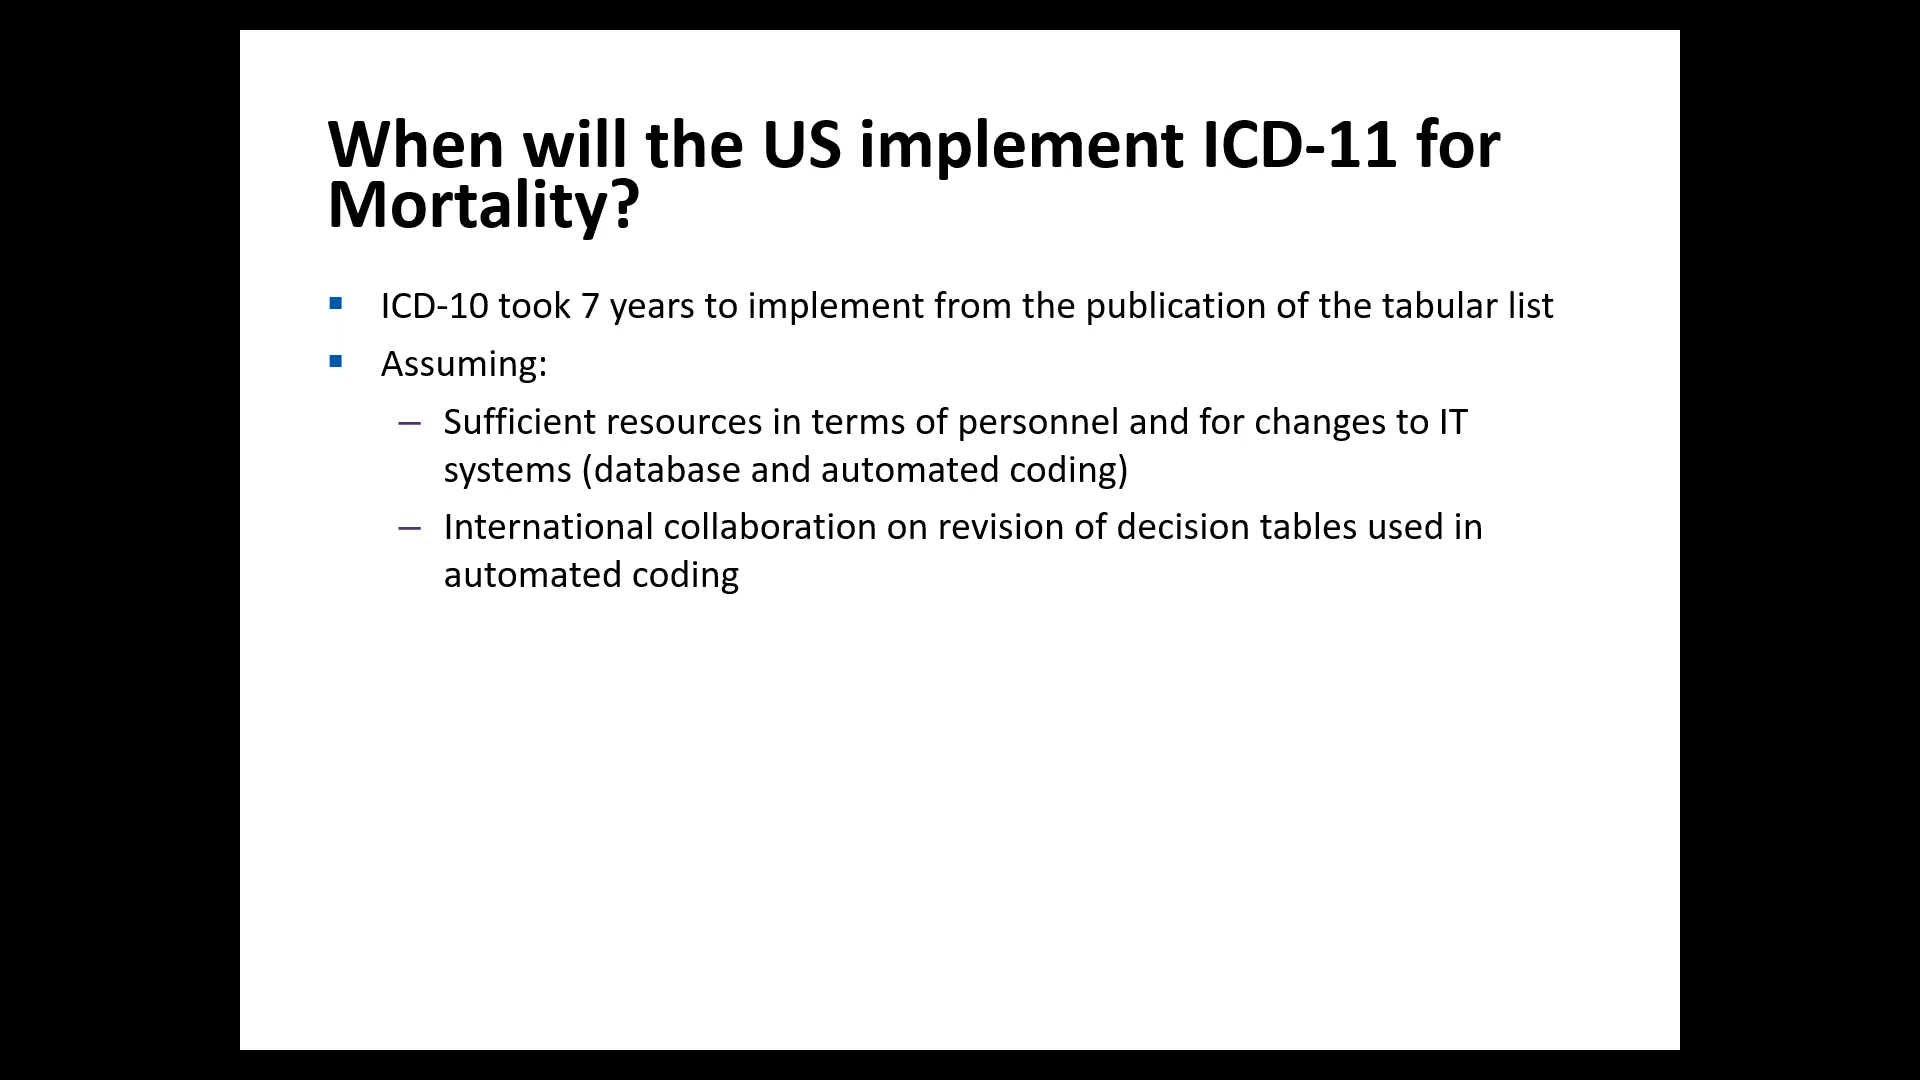 When will the US implement ICD-11 for
Mortality?
▪ ICD-10 took 7 years to implement from the publication of the tabular list
▪ Assuming:
– Sufficient resources in terms of personnel and for changes to IT
systems (database and automated coding)
– International collaboration on revision of decision tables used in
automated coding